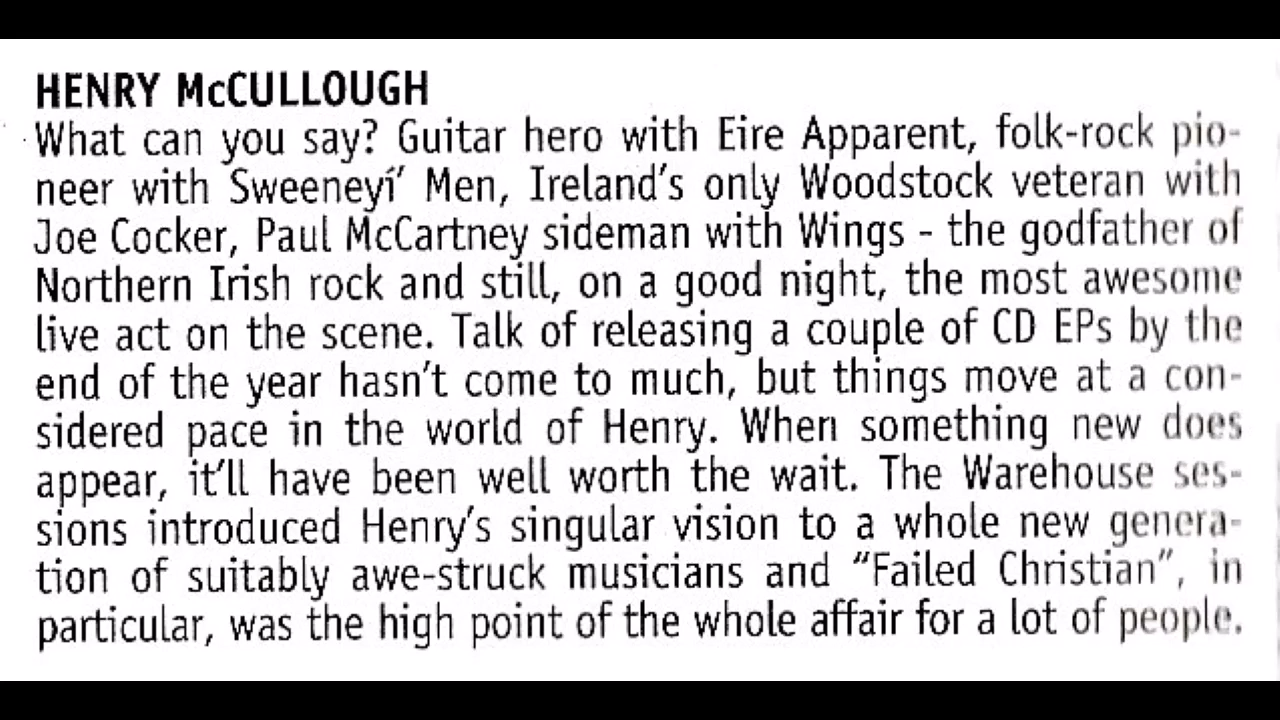 HENRY McCULLOUGH
What can you say? Guitar hero with Eire Apparent, folk-rock pio-
neer with Sweeneyí' Men, Ireland's only Woodstock veteran with
Joe Cocker, Paul McCartney sideman with Wings - the godfather of
Northern Irish rock and still, on a good night, the most awesome
live act on the scene. Talk of releasing a couple of CD EPs by the
end of the year hasn't come to much, but things move at a con-
sidered pace in the world of Henry. When something new does
appear, it'll have been well worth the wait. The Warehouse ses-
sions introduced Henry's singular vision to a whole new genera-
tion of suitably awe-struck musicians and "Failed Christian", in
particular, was the high point of the whole affair for a lot of people.